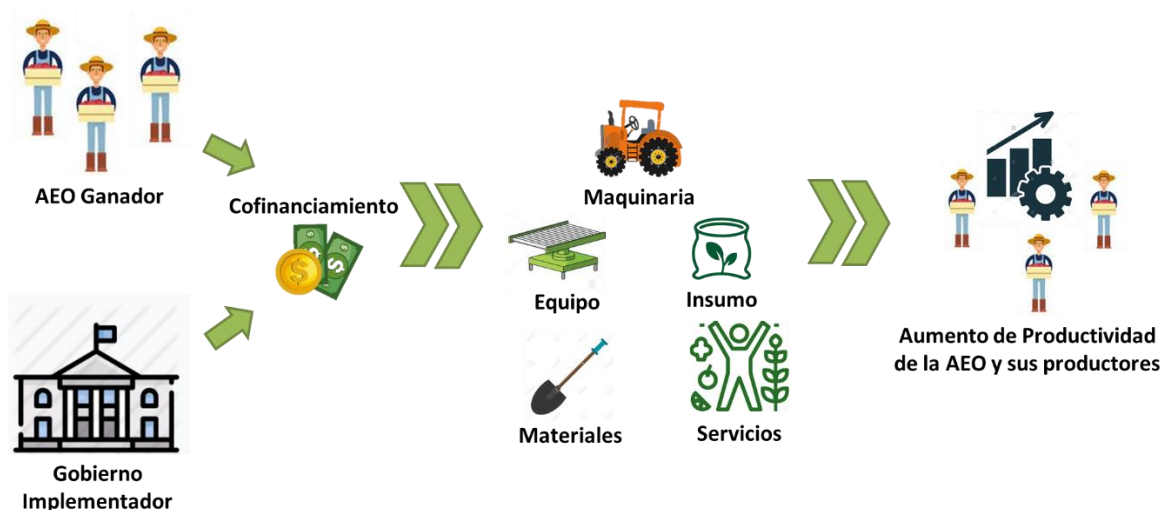 AEO Ganador
Cofinanciamiento
Gobierno
Implementador
Maquinaria
Equipo
Insumo
Materiales
Servicios
Aumento de Productividad
de la AEO y sus productores